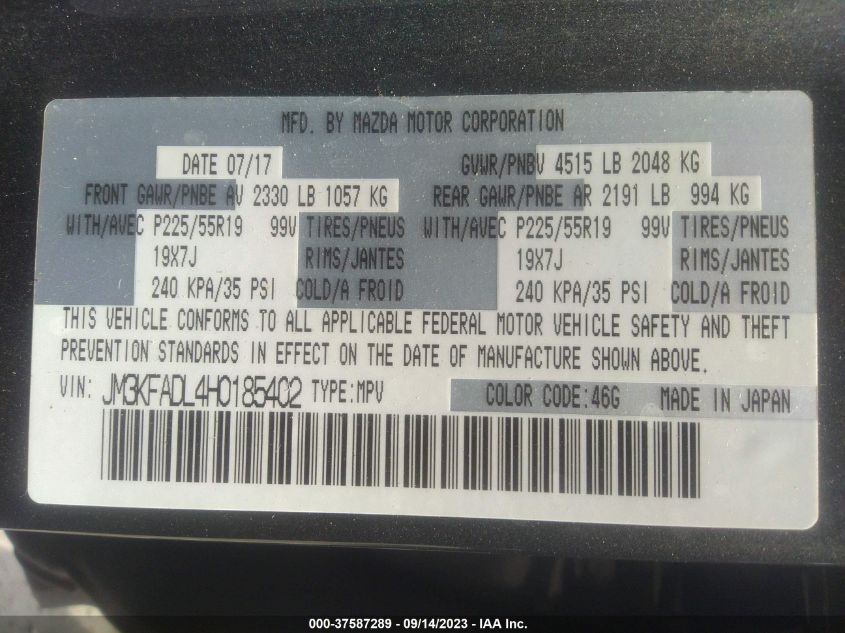 MFD. BY MAZDA MOTOR CORPORATION
DATE 07/17 GVWR/PNBV 4515 LB 2048 KG
FRONT GAWR/PNBE AV 2330 LB 1057 KG REAR GAWR/PNBE AR 2191 LB 994 KG
WITH/AVEC P225/55R19 99V TIRES/PNEUS WITH/AVEC P225/55R19 99V TIRES/PNEUS
19X7J RIMS/JANTES 19X7J RIMS/JANTES
240 KPA/35 PSI COLD/A FROID 240 KPA/35 PSI COLD/A FROID
THIS VEHICLE CONFORMS TO ALL APPLICABLE FEDERAL MOTOR VEHICLE SAFETY AND THEFT
PREVENTION STANDARDS IN EFFECT ON THE DATE OF MANUFACTURE SHOWN ABOVE.
VIN: JM3KFADL4H0185402 TYPE:MPV COLOR CODE:46G MADE IN JAPAN
000-37587289 - 09/14/2023 - IAA Inc.